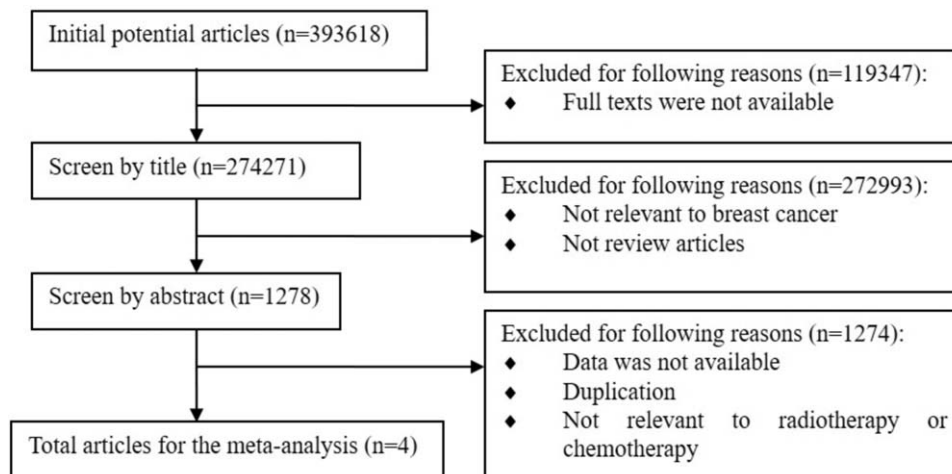 Initial potential articles (n=393618)
Excluded for following reasons (n=119347):
♦ Full texts were not available
Screen by title (n=274271)
Excluded for following reasons (n=272993):
♦ Not relevant to breast cancer
♦ Not review articles
Screen by abstract (n=1278)
Excluded for following reasons (n=1274):
♦ Data was not available
♦ Duplication
♦ Not relevant to radiotherapy or
chemotherapy
Total articles for the meta-analysis (n=4)